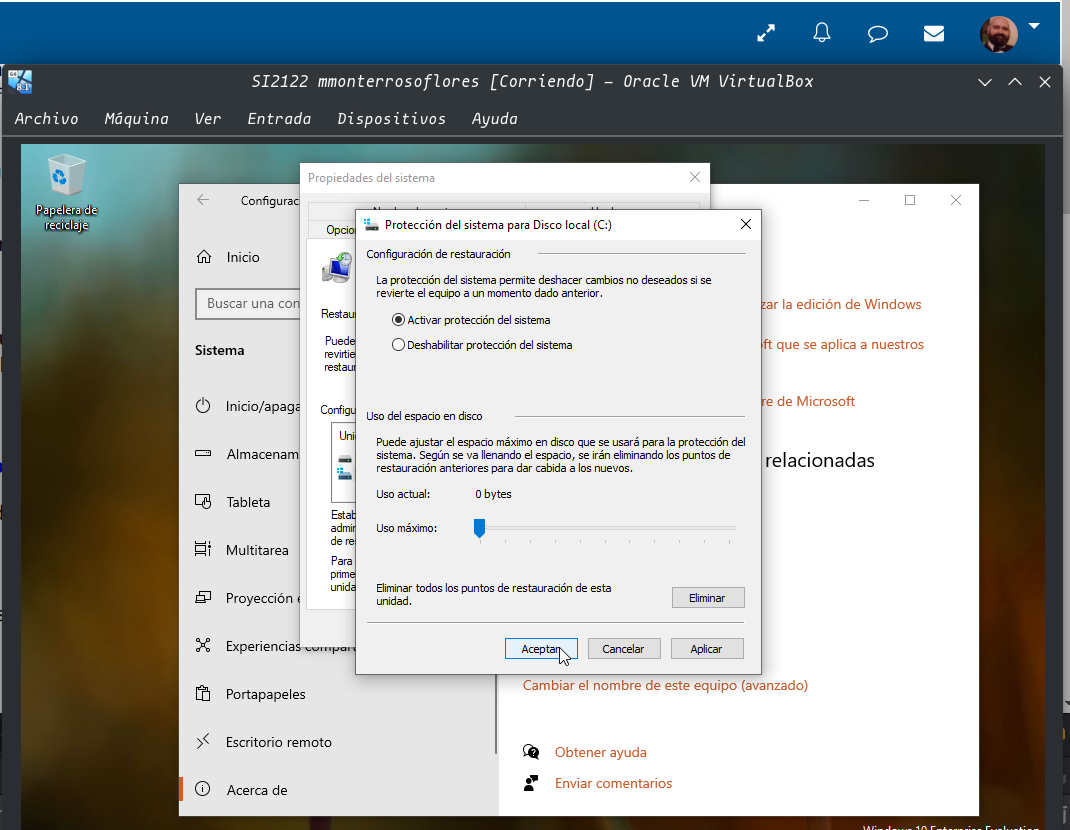 SI2122 mmonterrosoflores [Corriendo] – Oracle VM VirtualBox
Archivo Máquina Ver Entrada Dispositivos Ayuda
Papelera de
reciclaje
Propiedades del sistema
Configurac
Protección del sistema para Disco local (C:)
Opcio
Configuración de restauración
Inicio
La protección del sistema permite deshacer cambios no deseados si se
revierte el equipo a un momento dado anterior.
Buscar una con
zar la edición de Windows
Restau
Activar protección del sistema
Sistema
Puede
revirtie
restaur
Deshabilitar protección del sistema
oft que se aplica a nuestros
Inicio/apaga
Configu
re de Microsoft
Uso del espacio en disco
Uni
Puede ajustar el espacio máximo en disco que se usará para la protección del
sistema. Según se va llenando el espacio, se irán eliminando los puntos de
restauración anteriores para dar cabida a los nuevos.
Almacenam
relacionadas
Uso actual: 0 bytes
Tableta
Estab
admin
de res
Uso máximo:
Multitarea
Para
prime
unida
Eliminar todos los puntos de restauración de esta
unidad.
Eliminar
Proyección e
Experiencias compart
Aceptar Cancelar Aplicar
Cambiar el nombre de este equipo (avanzado)
Portapapeles
Escritorio remoto
Obtener ayuda
Enviar comentarios
Acerca de
Windows 10 Enterprise Evaluation